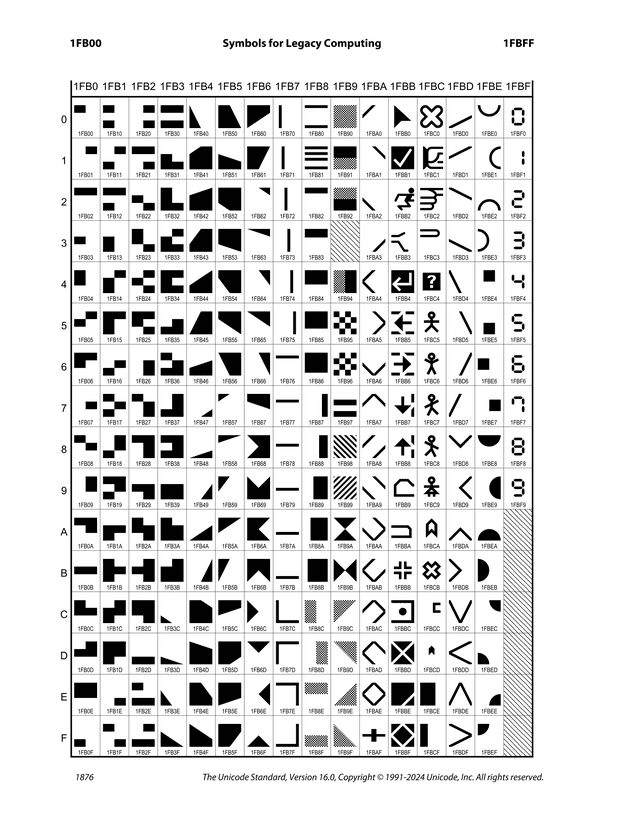 1FB00 Symbols for Legacy Computing 1FBFF
1FB0 1FB1 1FB2 1FB3 1FB4 1FB5 1FB6 1FB7 1FB8 1FB9 1FBA 1FBB 1FBC 1FBD 1FBE 1FBF
0 🯰
1FB00 1FB10 1FB20 1FB30 1FB40 1FB50 1FB60 1FB70 1FB80 1FB90 1FBA0 1FBB0 1FBC0 1FBD0 1FBE0 1FBF0
1 🯱
1FB01 1FB11 1FB21 1FB31 1FB41 1FB51 1FB61 1FB71 1FB81 1FB91 1FBA1 1FBB1 1FBC1 1FBD1 1FBE1 1FBF1
2 🯲
1FB02 1FB12 1FB22 1FB32 1FB42 1FB52 1FB62 1FB72 1FB82 1FB92 1FBA2 1FBB2 1FBC2 1FBD2 1FBE2 1FBF2
3 🯳
1FB03 1FB13 1FB23 1FB33 1FB43 1FB53 1FB63 1FB73 1FB83 1FBA3 1FBB3 1FBC3 1FBD3 1FBE3 1FBF3
4 ? 🯴
1FB04 1FB14 1FB24 1FB34 1FB44 1FB54 1FB64 1FB74 1FB84 1FB94 1FBA4 1FBB4 1FBC4 1FBD4 1FBE4 1FBF4
5 🯵
1FB05 1FB15 1FB25 1FB35 1FB45 1FB55 1FB65 1FB75 1FB85 1FB95 1FBA5 1FBB5 1FBC5 1FBD5 1FBE5 1FBF5
6 🯶
1FB06 1FB16 1FB26 1FB36 1FB46 1FB56 1FB66 1FB76 1FB86 1FB96 1FBA6 1FBB6 1FBC6 1FBD6 1FBE6 1FBF6
7 🯷
1FB07 1FB17 1FB27 1FB37 1FB47 1FB57 1FB67 1FB77 1FB87 1FB97 1FBA7 1FBB7 1FBC7 1FBD7 1FBE7 1FBF7
8 🯸
1FB08 1FB18 1FB28 1FB38 1FB48 1FB58 1FB68 1FB78 1FB88 1FB98 1FBA8 1FBB8 1FBC8 1FBD8 1FBE8 1FBF8
9 🯹
1FB09 1FB19 1FB29 1FB39 1FB49 1FB59 1FB69 1FB79 1FB89 1FB99 1FBA9 1FBB9 1FBC9 1FBD9 1FBE9 1FBF9
A
1FB0A 1FB1A 1FB2A 1FB3A 1FB4A 1FB5A 1FB6A 1FB7A 1FB8A 1FB9A 1FBAA 1FBBA 1FBCA 1FBDA 1FBEA
B
1FB0B 1FB1B 1FB2B 1FB3B 1FB4B 1FB5B 1FB6B 1FB7B 1FB8B 1FB9B 1FBAB 1FBBB 1FBCB 1FBDB 1FBEB
C
1FB0C 1FB1C 1FB2C 1FB3C 1FB4C 1FB5C 1FB6C 1FB7C 1FB8C 1FB9C 1FBAC 1FBBC 1FBCC 1FBDC 1FBEC
D
1FB0D 1FB1D 1FB2D 1FB3D 1FB4D 1FB5D 1FB6D 1FB7D 1FB8D 1FB9D 1FBAD 1FBBD 1FBCD 1FBDD 1FBED
E
1FB0E 1FB1E 1FB2E 1FB3E 1FB4E 1FB5E 1FB6E 1FB7E 1FB8E 1FB9E 1FBAE 1FBBE 1FBCE 1FBDE 1FBEE
F
1FB0F 1FB1F 1FB2F 1FB3F 1FB4F 1FB5F 1FB6F 1FB7F 1FB8F 1FB9F 1FBAF 1FBBF 1FBCF 1FBDF 1FBEF
1876 The Unicode Standard, Version 16.0, Copyright © 1991-2024 Unicode, Inc. All rights reserved.